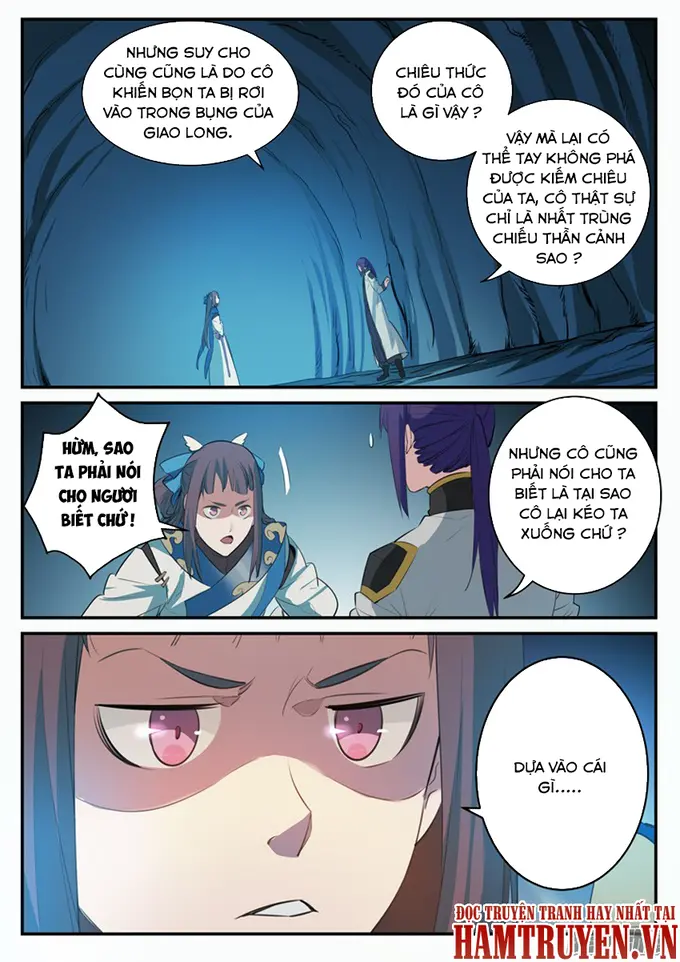 NHƯNG SUY CHO
CÙNG CŨNG LÀ DO CÔ
KHIẾN BỌN TA BỊ RƠI
VÀO TRONG BỤNG CỦA
GIAO LONG.
CHIÊU THỨC
ĐÓ CỦA CÔ
LÀ GÌ VẬY ?
VẬY MÀ LẠI CÓ
THỂ TAY KHÔNG PHÁ
ĐƯỢC KIẾM CHIÊU
CỦA TA, CÔ THẬT SỰ
CHỈ LÀ NHẤT TRÙNG
CHIẾU THẦN CẢNH
SAO ?
HỪM, SAO
TA PHẢI NÓI
CHO NGƯƠI
BIẾT CHỨ !
NHƯNG CÔ CŨNG
PHẢI NÓI CHO TA
BIẾT LÀ TẠI SAO
CÔ LẠI KÉO TA
XUỐNG CHỨ ?
DỰA VÀO CÁI
GÌ.....
ĐỌC TRUYỆN TRANH HAY NHẤT TẠI
HAMTRUYEN.VN